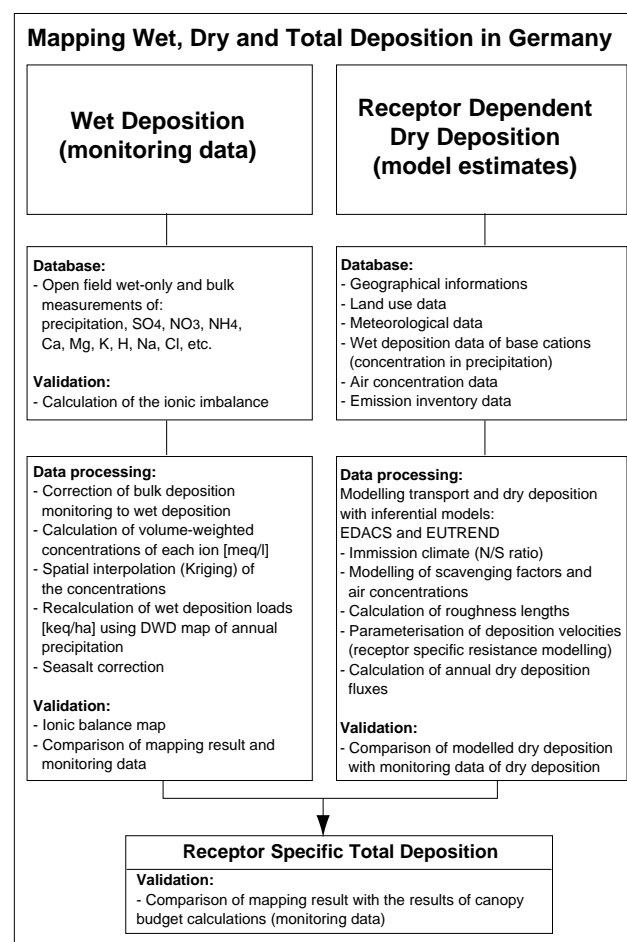 Mapping Wet, Dry and Total Deposition in Germany
Wet Deposition
(monitoring data)
Database:
- Open field wet-only and bulk
measurements of:
precipitation, SO4, NO3, NH4,
Ca, Mg, K, H, Na, Cl, etc.
Validation:
- Calculation of the ionic imbalance
Data processing:
- Correction of bulk deposition
monitoring to wet deposition
- Calculation of volume-weighted
concentrations of each ion [meq/l]
- Spatial interpolation (Kriging) of
the concentrations
- Recalculation of wet deposition loads
[keq/ha] using DWD map of annual
precipitation
- Seasalt correction
Validation:
- Ionic balance map
- Comparison of mapping result and
monitoring data
Receptor Dependent
Dry Deposition
(model estimates)
Database:
- Geographical informations
- Land use data
- Meteorological data
- Wet deposition data of base cations
(concentration in precipitation)
- Air concentration data
- Emission inventory data
Data processing:
Modelling transport and dry deposition
with inferential models:
EDACS and EUTREND
- Immission climate (N/S ratio)
- Modelling of scavenging factors and
air concentrations
- Calculation of roughness lengths
- Parameterisation of deposition velocities
(receptor specific resistance modelling)
- Calculation of annual dry deposition
fluxes
Validation:
- Comparison of modelled dry deposition
with monitoring data of dry deposition
Receptor Specific Total Deposition
Validation:
- Comparison of mapping result with the results of canopy
budget calculations (monitoring data)